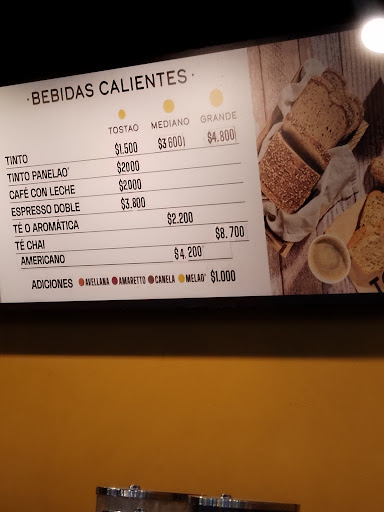 ·BEBIDAS CALIENTES·
TOSTAO MEDIANO GRANDE
TINTO $1.500 $3600 $4.800
TINTO PANELAO' $2000
CAFÉ CON LECHE $2000
ESPRESSO DOBLE $3.800
TÉ O AROMÁTICA $2.200
TÉ CHAI $8.700
AMERICANO $4.200
ADICIONES AVELLANA AMARETTO CANELA MELAO' $1.000